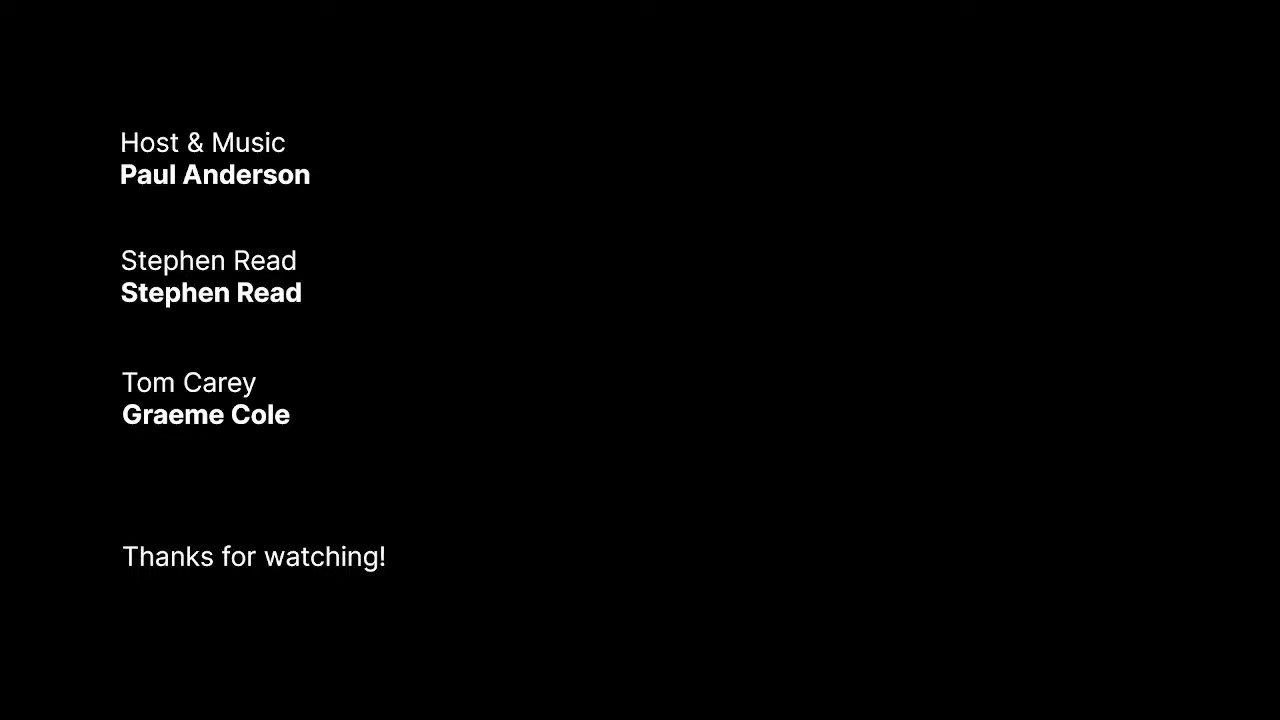 Host & Music
Paul Anderson
Stephen Read
Stephen Read
Tom Carey
Graeme Cole
Thanks for watching!